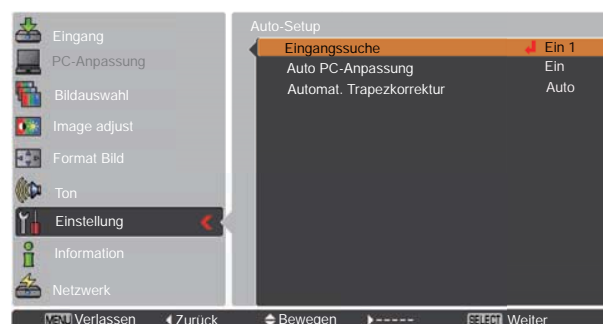 Eingang
PC-Anpassung
Bildauswahl
Image adjust
Format Bild
Ton
Einstellung
Information
Netzwerk
Auto-Setup
Eingangssuche Ein 1
Auto PC-Anpassung Ein
Automat. Trapezkorrektur Auto
MENU Verlassen Zurück Bewegen ----- SELECT Weiter